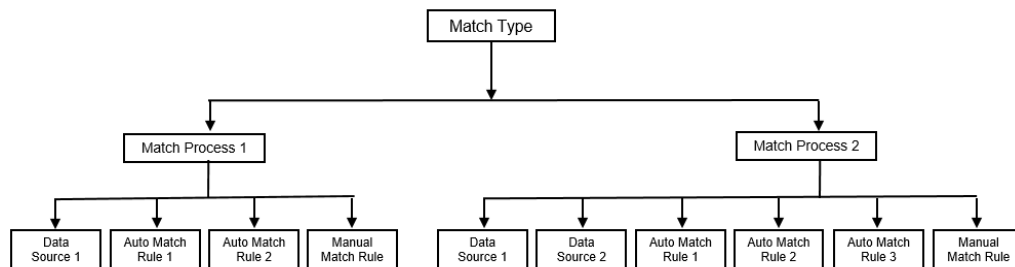 Match Type
Match Process 1
Match Process 2
Data
Source 1
Auto Match
Rule 1
Auto Match
Rule 2
Manual
Match Rule
Data
Source 1
Data
Source 2
Auto Match
Rule 1
Auto Match
Rule 2
Auto Match
Rule 3
Manual
Match Rule